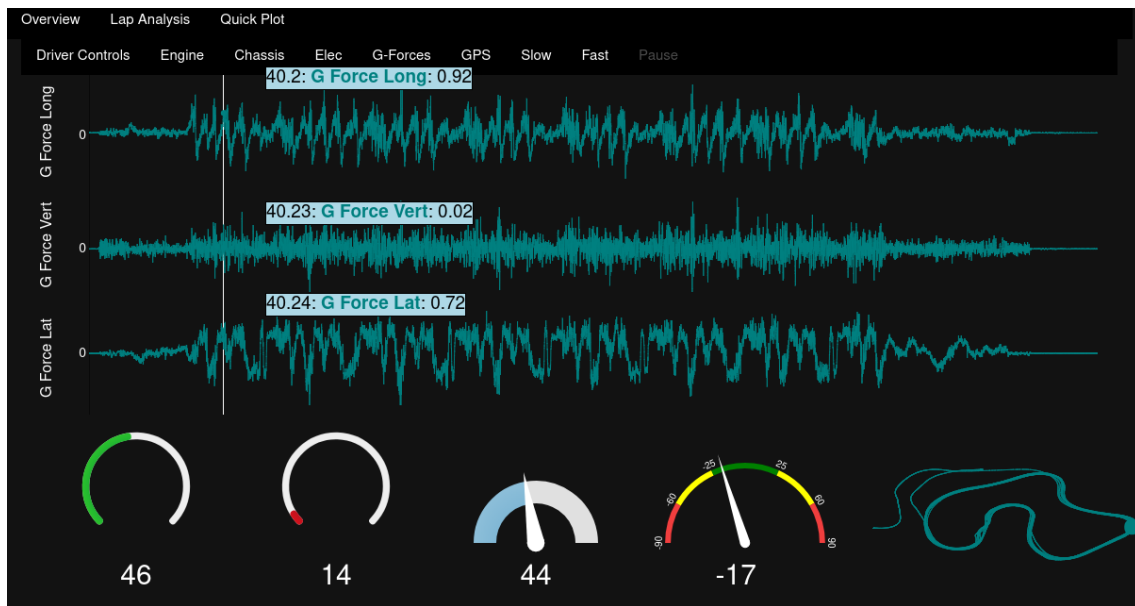 Overview Lap Analysis Quick Plot
Driver Controls Engine Chassis Elec G-Forces GPS Slow Fast Pause
40.2: G Force Long: 0.92
G Force Long
0
40.23: G Force Vert: 0.02
G Force Vert
0
40.24: G Force Lat: 0.72
G Force Lat
0
-90 -60 -25 25 60 90
46 14 44 -17